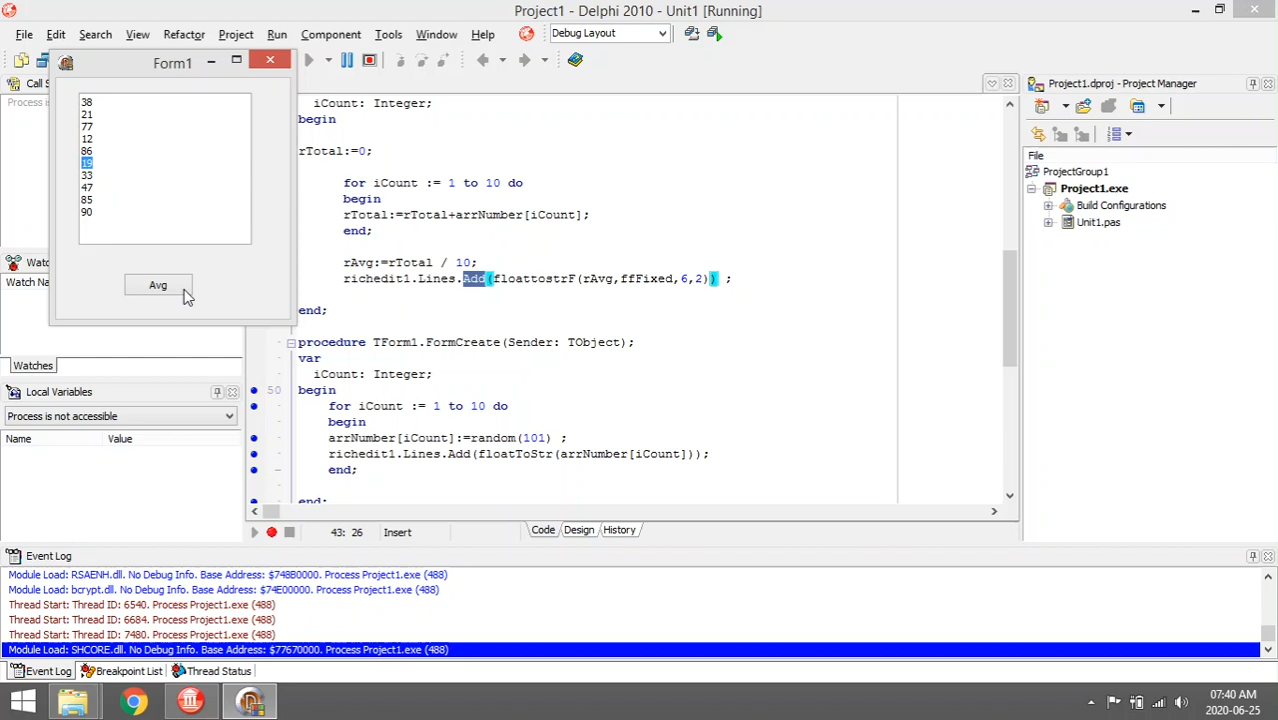 Project1 - Delphi 2010 - Unit1 [Running]
File Edit Search View Refactor Project Run Component Tools Window Help Debug Layout
Form1
38
21
77
12
86
19
33
47
85
90
Avg
Call S
Process is
Watc
Watch Na
Watches
Local Variables
Process is not accessible
Name Value
iCount: Integer;
begin
rTotal:=0;
for iCount := 1 to 10 do
begin
rTotal:=rTotal+arrNumber[iCount];
end;
rAvg:=rTotal / 10;
richedit1.Lines.Add(floattostrF(rAvg,ffFixed,6,2)) ;
end;
procedure TForm1.FormCreate(Sender: TObject);
var
iCount: Integer;
50 begin
for iCount := 1 to 10 do
begin
arrNumber[iCount]:=random(101) ;
richedit1.Lines.Add(floatToStr(arrNumber[iCount]));
end;
end;
43: 26 Insert Code Design History
Project1.dproj - Project Manager
File
ProjectGroup1
Project1.exe
Build Configurations
Unit1.pas
Event Log
Module Load: RSAENH.dll. No Debug Info. Base Address: $748B0000. Process Project1.exe (488)
Module Load: bcrypt.dll. No Debug Info. Base Address: $74E00000. Process Project1.exe (488)
Thread Start: Thread ID: 6540. Process Project1.exe (488)
Thread Start: Thread ID: 6684. Process Project1.exe (488)
Thread Start: Thread ID: 7480. Process Project1.exe (488)
Module Load: SHCORE.dll. No Debug Info. Base Address: $77670000. Process Project1.exe (488)
Event Log Breakpoint List Thread Status
07:40 AM
2020-06-25